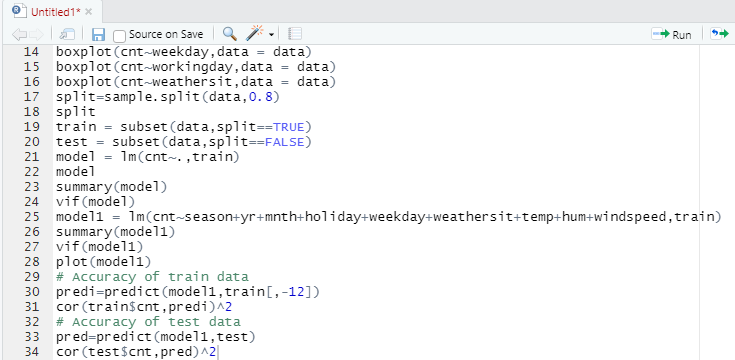 Untitled1*
Source on Save
Run
14 boxplot(cnt~weekday,data = data)
15 boxplot(cnt~workingday,data = data)
16 boxplot(cnt~weathersit,data = data)
17 split=sample.split(data,0.8)
18 split
19 train = subset(data,split==TRUE)
20 test = subset(data,split==FALSE)
21 model = lm(cnt~.,train)
22 model
23 summary(model)
24 vif(model)
25 model1 = lm(cnt~season+yr+mnth+holiday+weekday+weathersit+temp+hum+windspeed,train)
26 summary(model1)
27 vif(model1)
28 plot(model1)
29 # Accuracy of train data
30 predi=predict(model1,train[,-12])
31 cor(train$cnt,predi)^2
32 # Accuracy of test data
33 pred=predict(model1,test)
34 cor(test$cnt,pred)^2